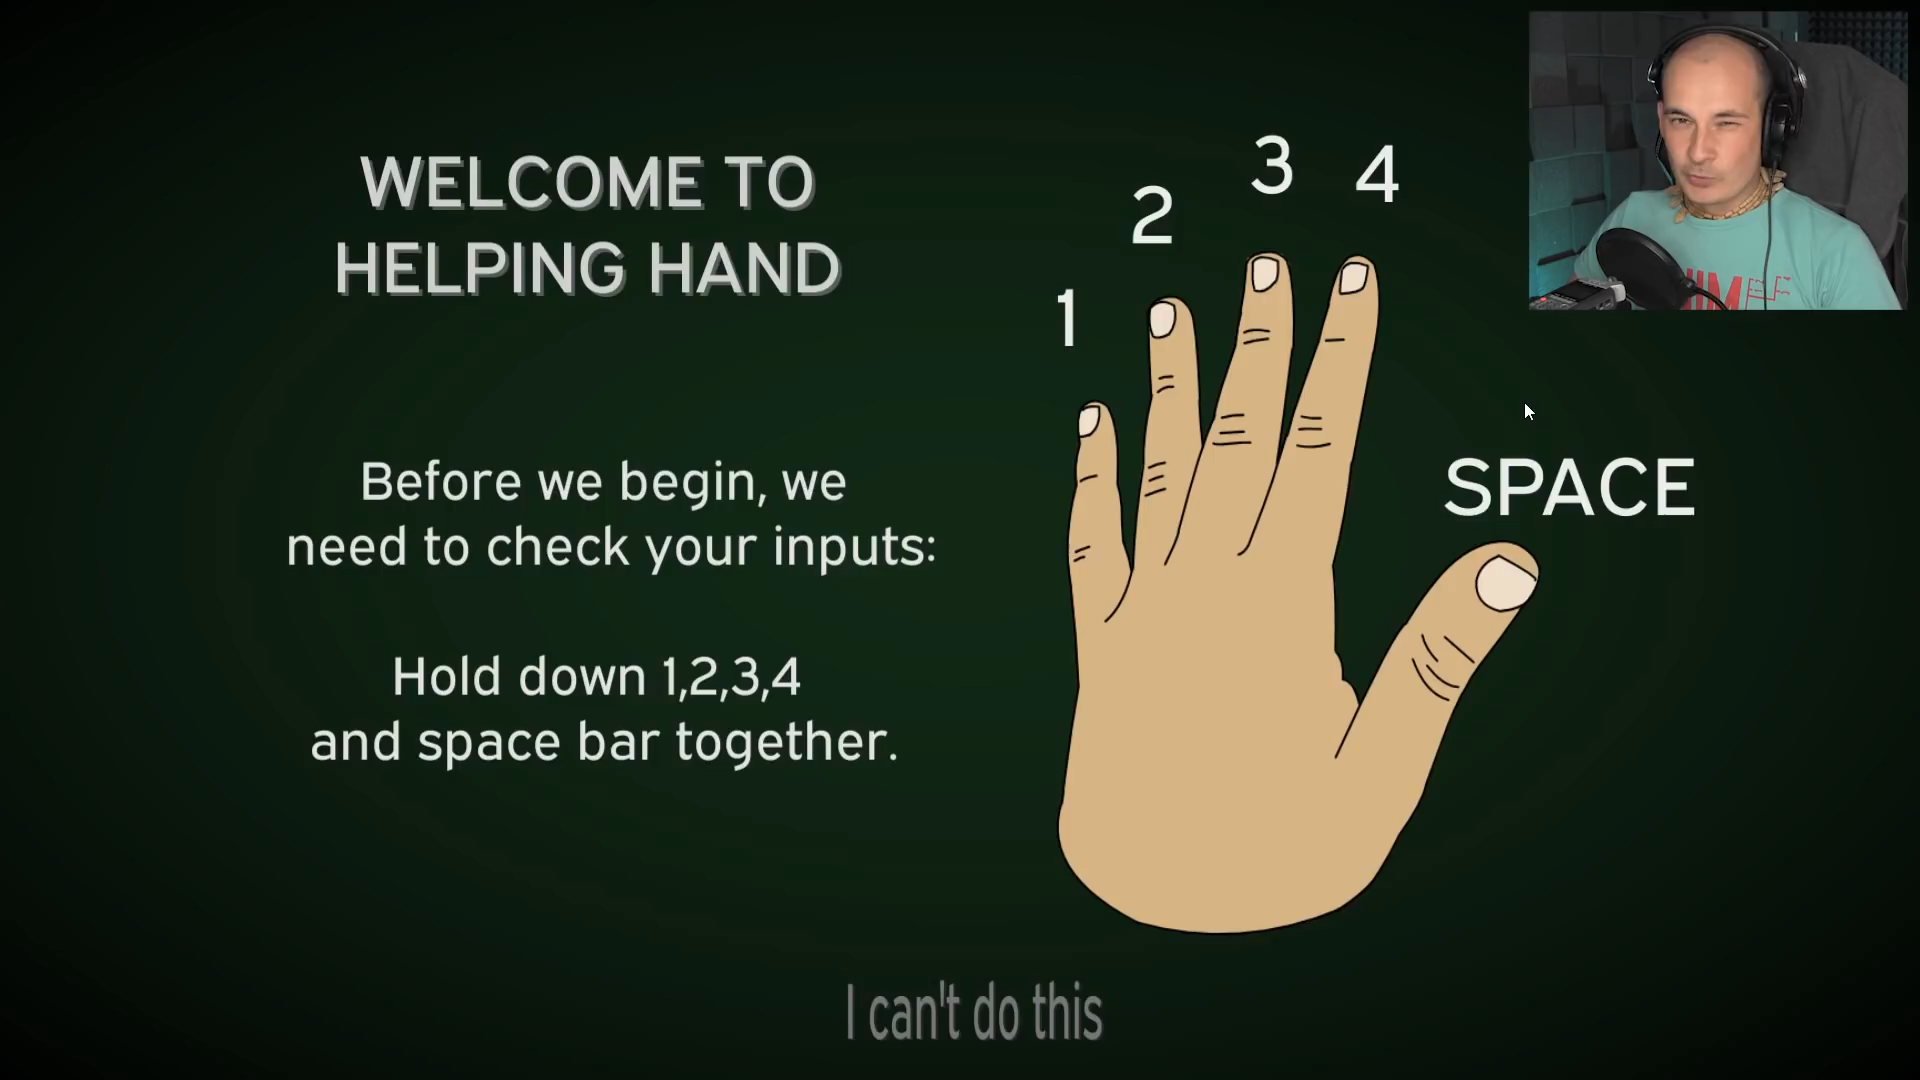 WELCOME TO
HELPING HAND
Before we begin, we
need to check your inputs:
Hold down 1,2,3,4
and space bar together.
1
2
3
4
SPACE
I can't do this